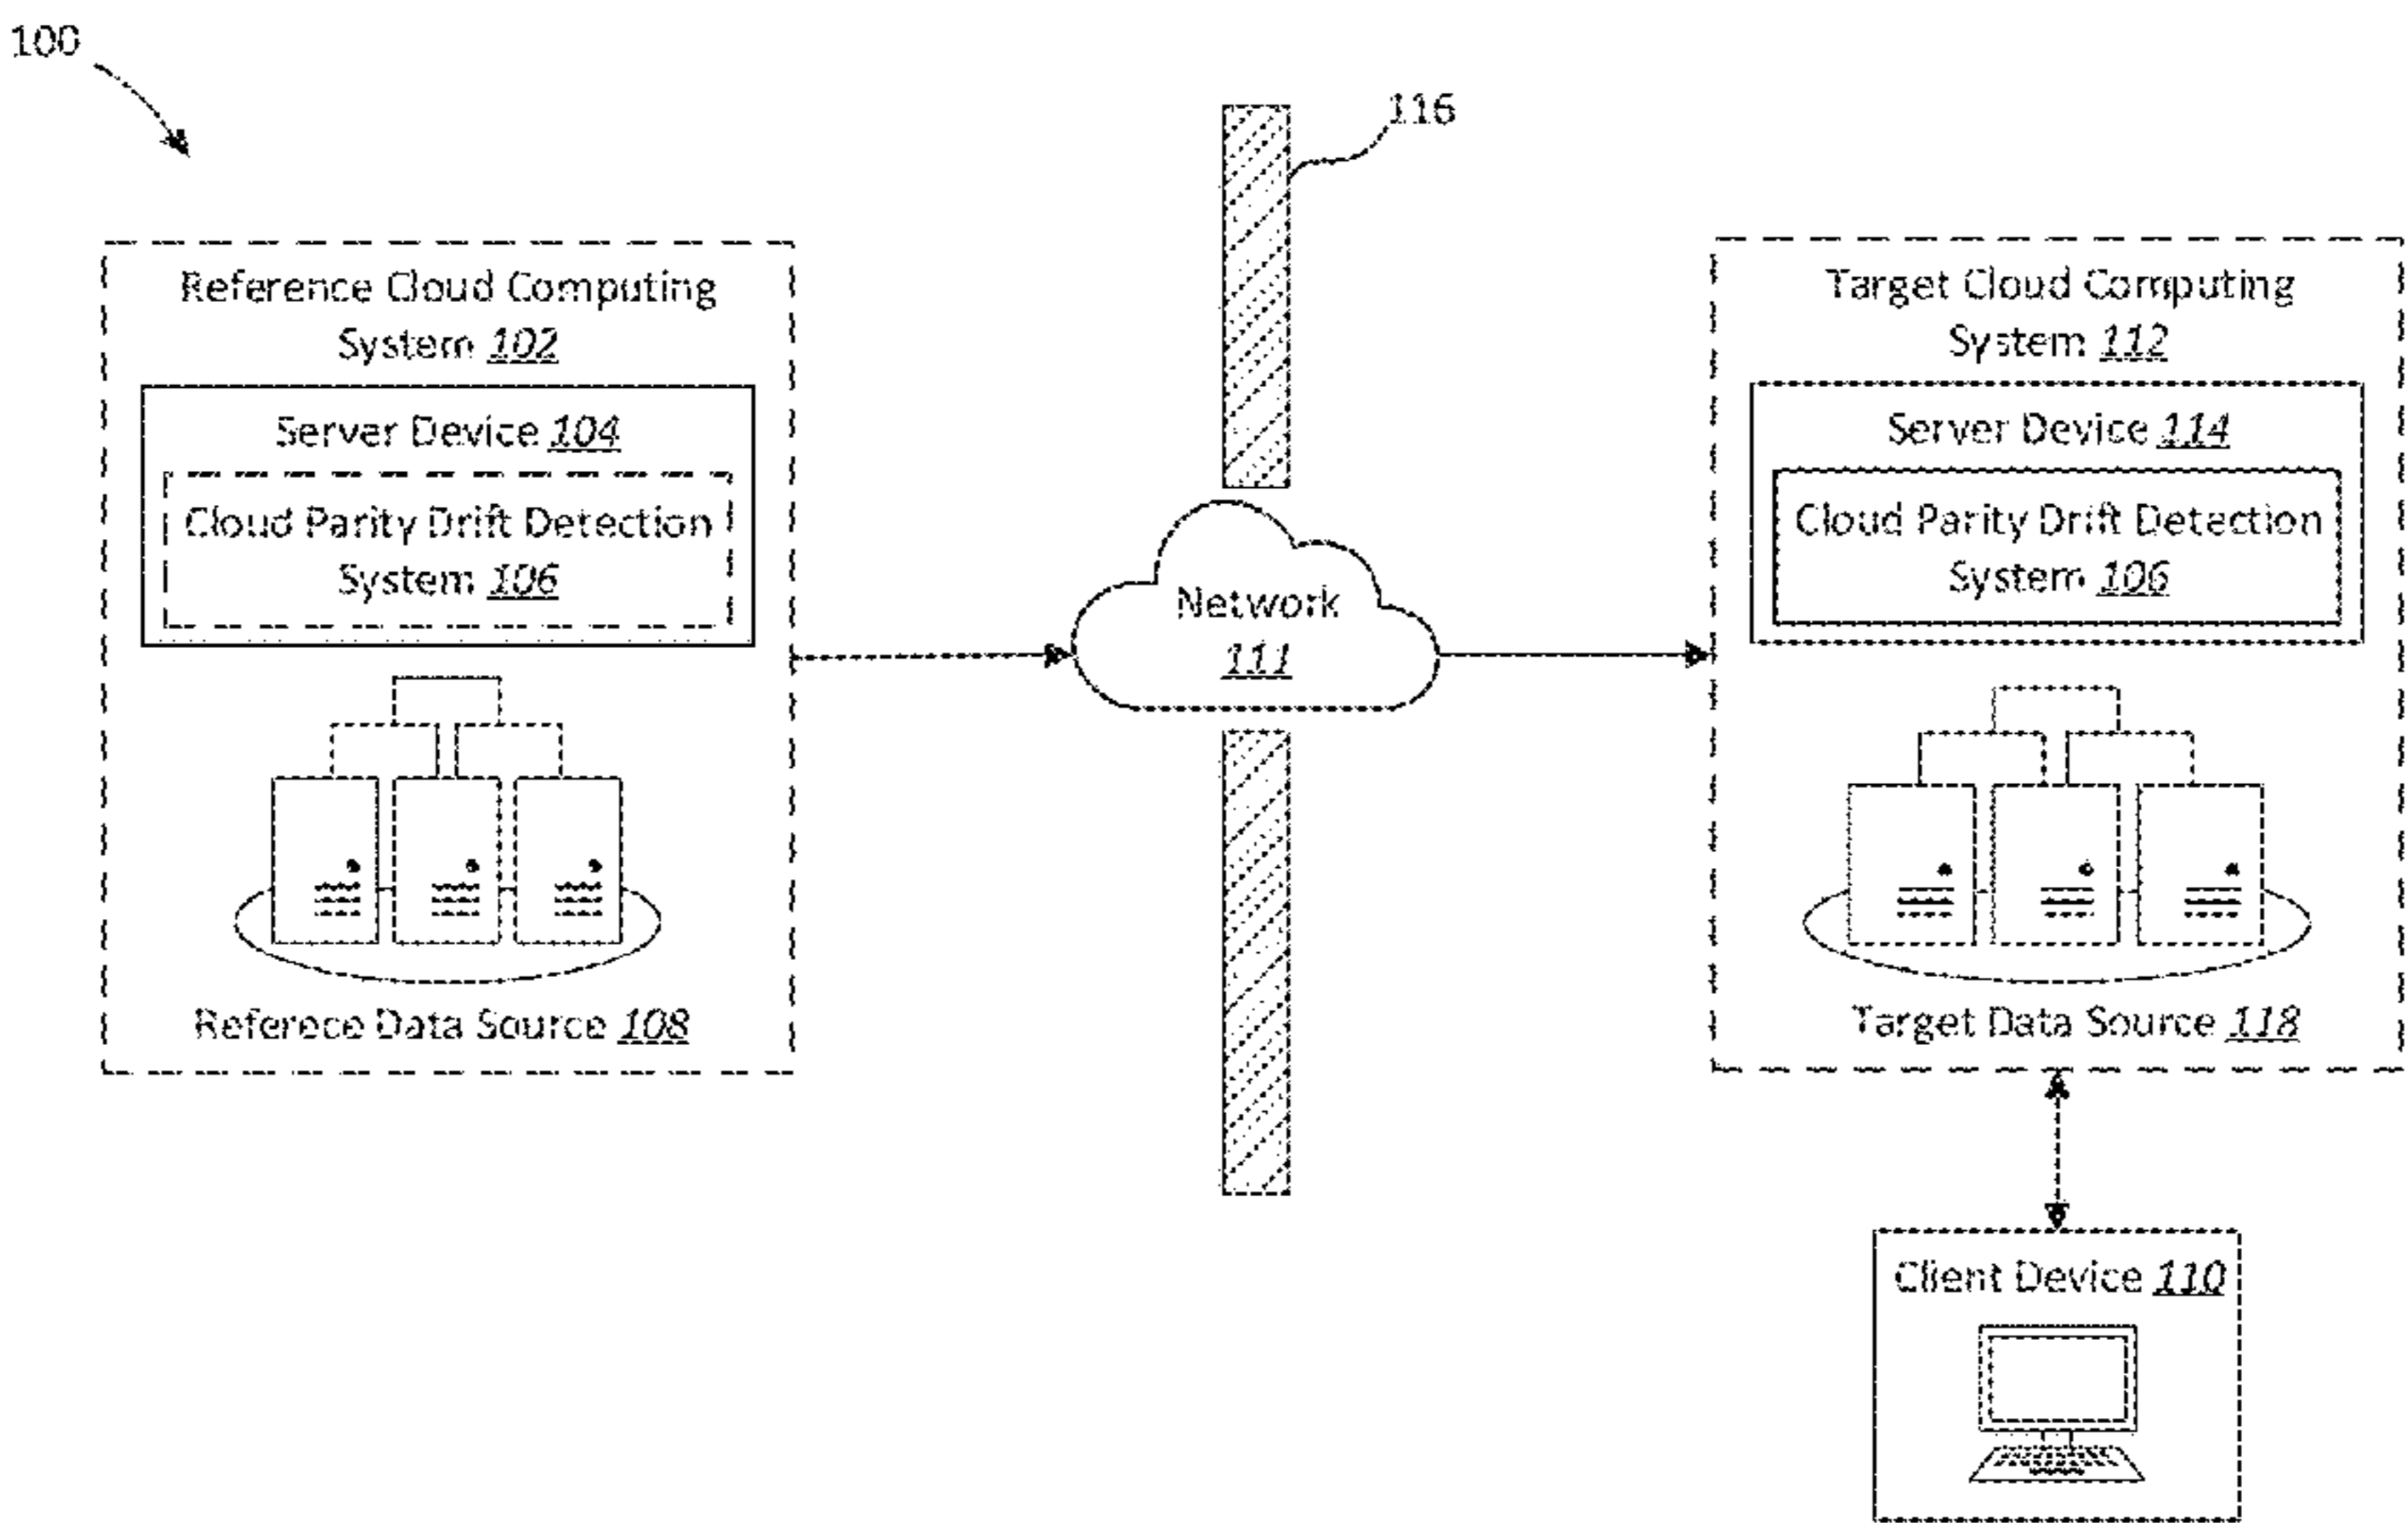 100
116
Reference Cloud Computing
System 102
Server Device 104
Cloud Parity Drift Detection
System 106
Referece Data Source 108
Network
111
Target Cloud Computing
System 112
Server Device 114
Cloud Parity Drift Detection
System 106
Target Data Source 118
Client Device 110